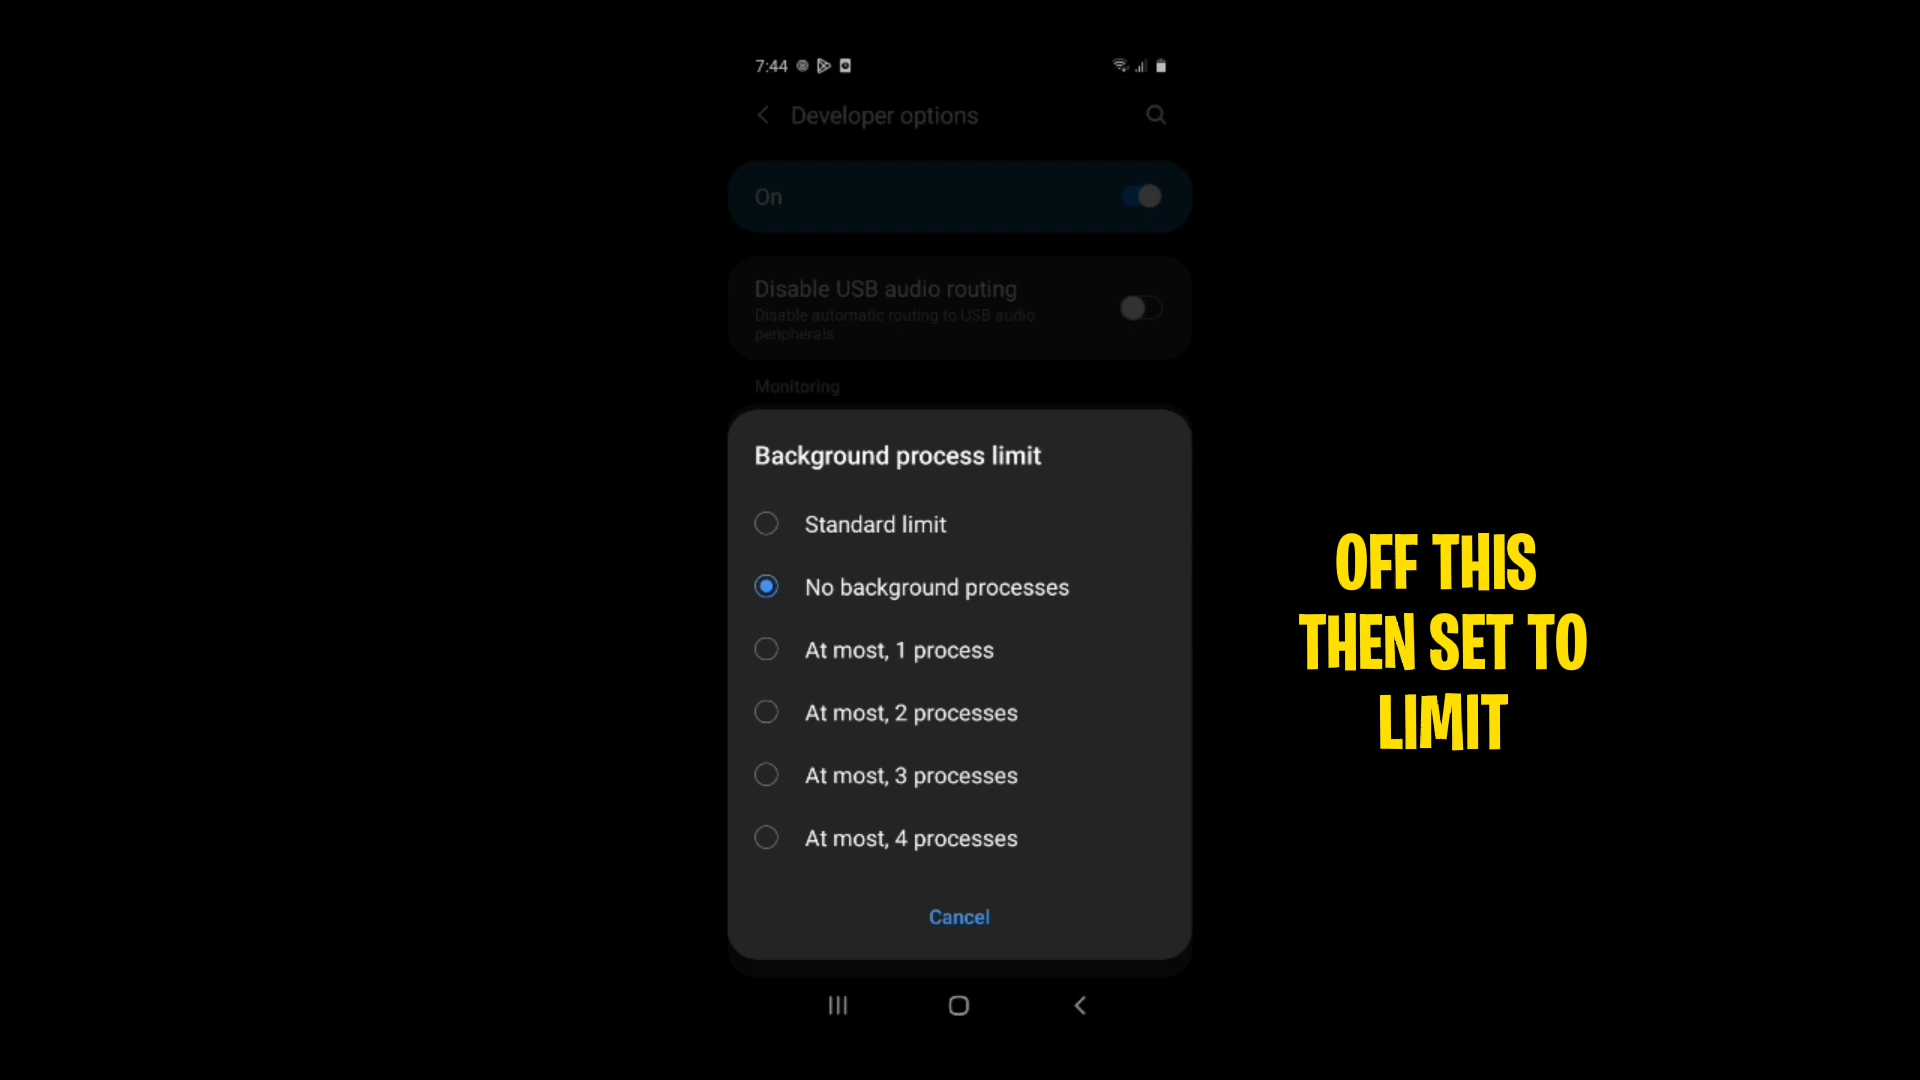 7:44
Developer options
On
Disable USB audio routing
Disable automatic routing to USB audio
peripherals
Monitoring
Background process limit
Standard limit
No background processes
At most, 1 process
At most, 2 processes
At most, 3 processes
At most, 4 processes
Cancel
OFF THIS
THEN SET TO
LIMIT